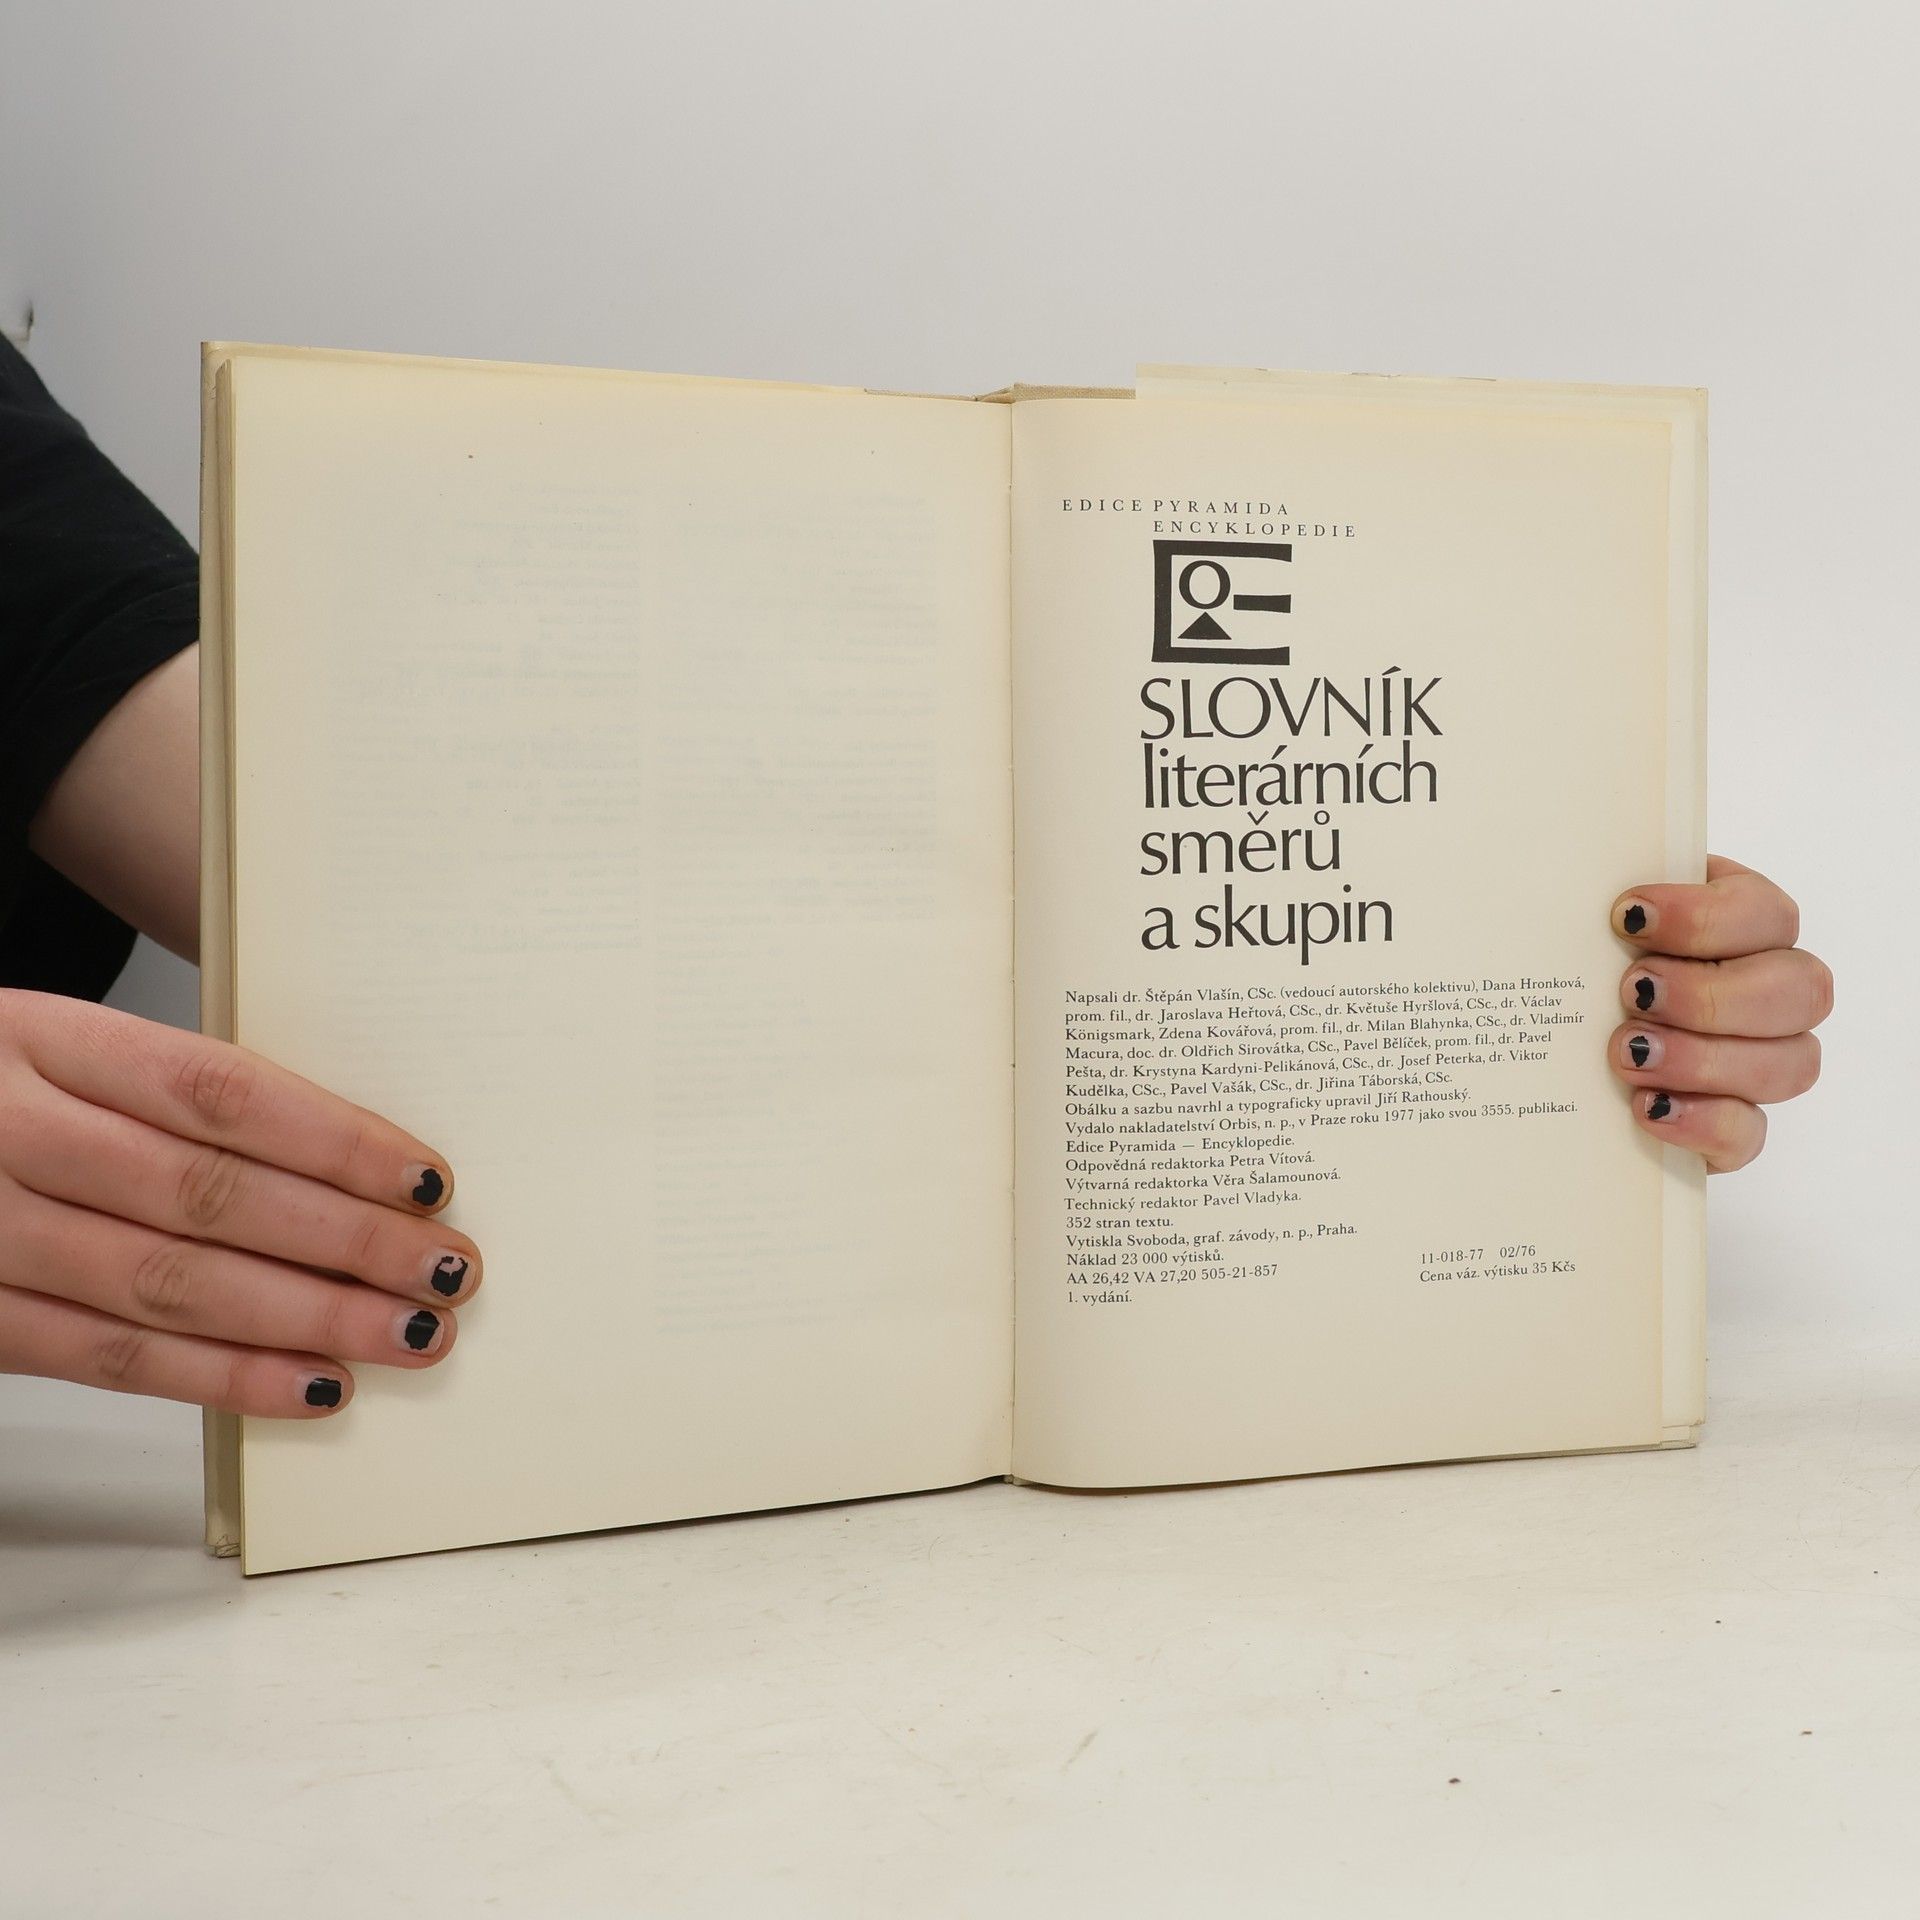 EDICE PYRAMIDA
ENCYKLOPEDIE
SLOVNÍK
literárních
směrů
a skupin
Napsali dr. Štěpán Vlašín, CSc. (vedoucí autorského kolektivu), Dana Hronková,
prom. fil., dr. Jaroslava Heřtová, CSc., dr. Květuše Hyršlová, CSc., dr. Václav
Königsmark, Zdena Kovářová, prom. fil., dr. Milan Blahynka, CSc., dr. Vladimír
Macura, doc. dr. Oldřich Sirovátka, CSc., Pavel Bělíček, prom. fil., dr. Pavel
Pešta, dr. Krystyna Kardyni-Pelikánová, CSc., dr. Josef Peterka, dr. Viktor
Kudělka, CSc., Pavel Vašák, CSc., dr. Jiřina Táborská, CSc.
Obálku a sazbu navrhl a typograficky upravil Jiří Rathouský.
Vydalo nakladatelství Orbis, n. p., v Praze roku 1977 jako svou 3555. publikaci.
Edice Pyramida — Encyklopedie.
Odpovědná redaktorka Petra Vítová.
Výtvarná redaktorka Věra Šalamounová.
Technický redaktor Pavel Vladyka.
352 stran textu.
Vytiskla Svoboda, graf. závody, n. p., Praha.
Náklad 23 000 výtisků.
AA 26,42 VA 27,20 505-21-857
1. vydání.
11-018-77 02/76
Cena váz. výtisku 35 Kčs